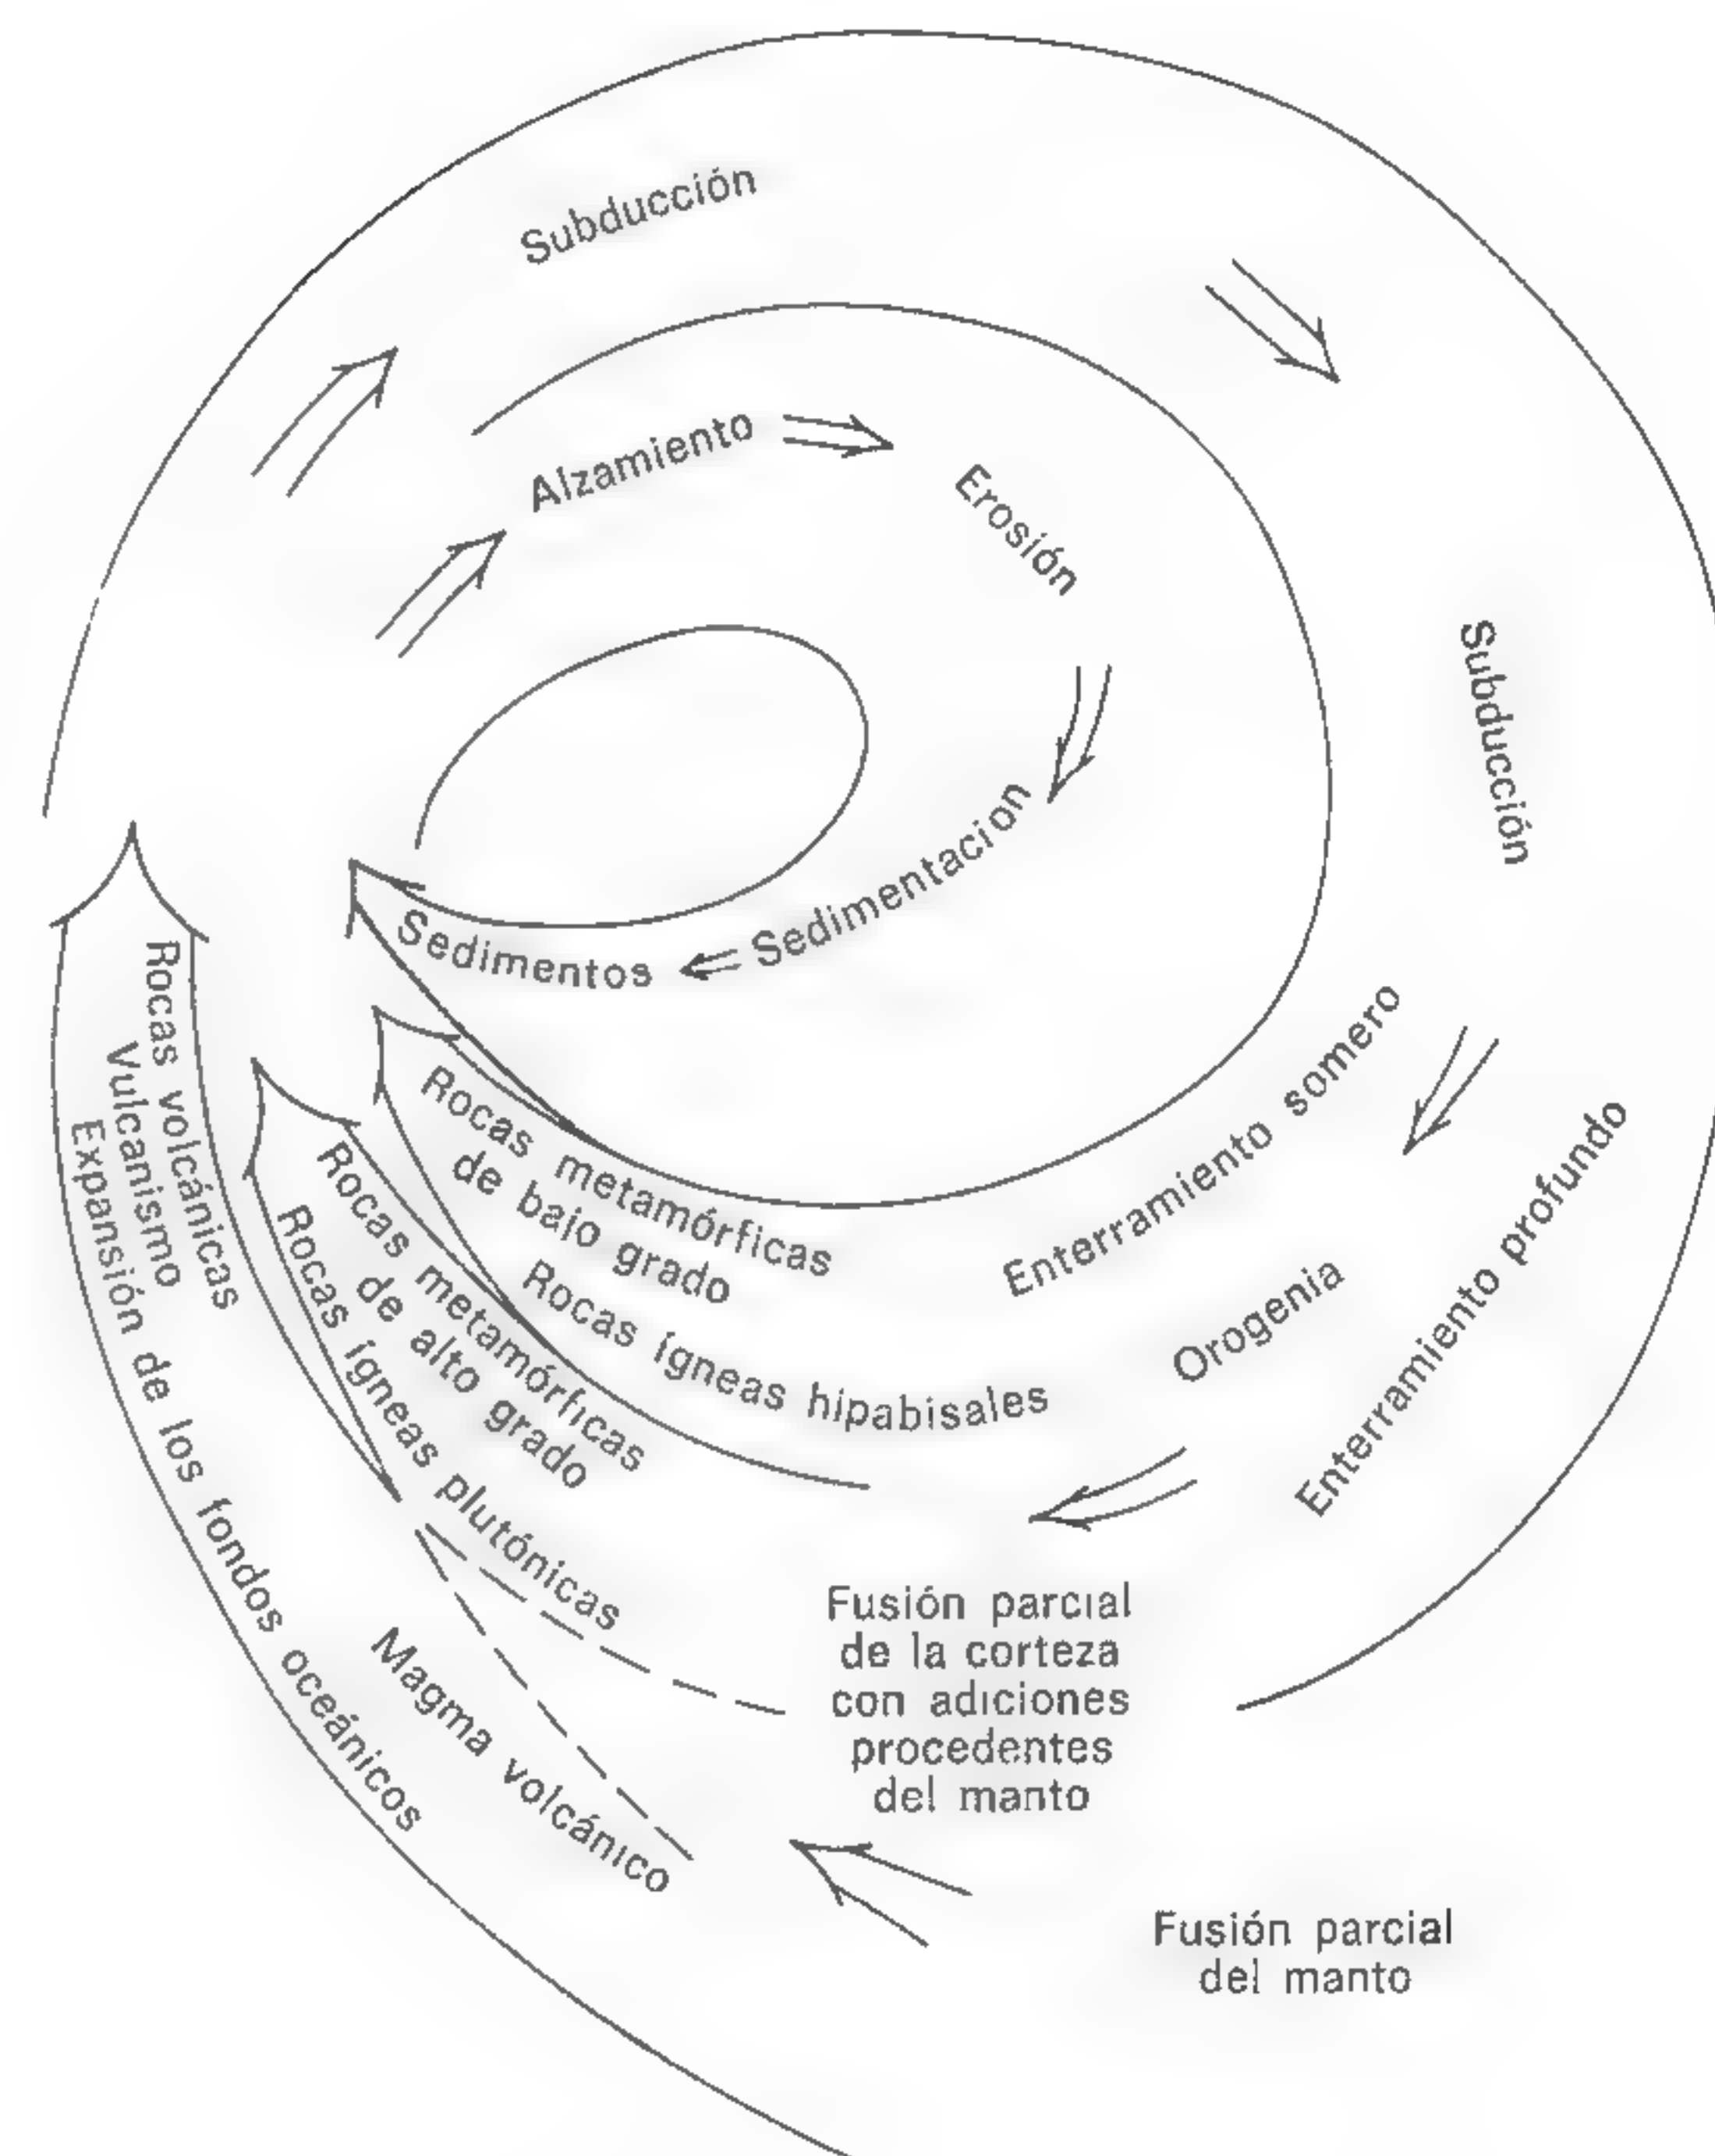 Subducción
Alzamiento
Erosión
Subducción
Sedimentacion
Sedimentos
Rocas volcánicas
Vulcanismo
Expansión de los fondos oceánicos
Rocas metamórficas
de bajo grado
Rocas ígneas hipabisales
Rocas metamórficas
de alto grado
Rocas ígneas plutónicas
Enterramiento somero
Orogenia
Enterramiento profundo
Magma volcánico
Fusión parcial
de la corteza
con adiciones
procedentes
del manto
Fusión parcial
del manto